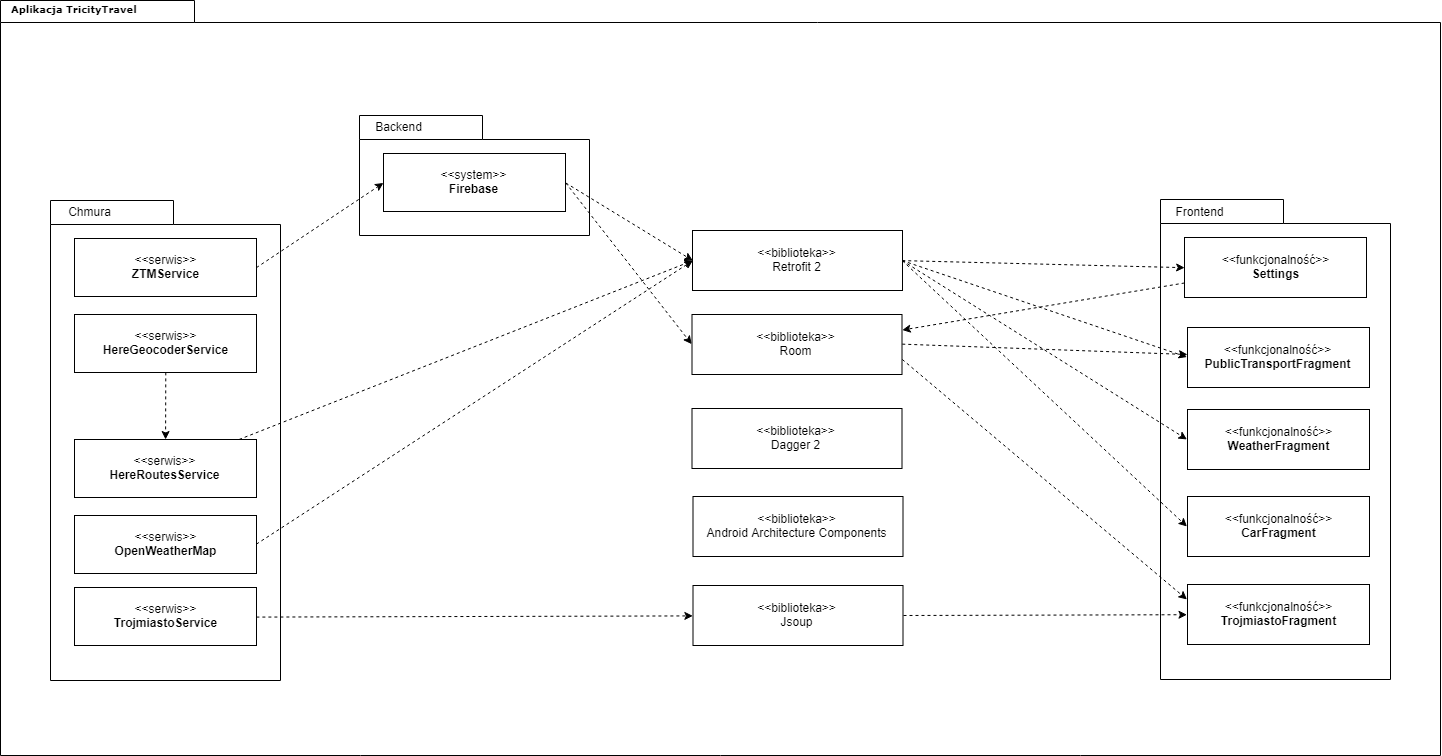 Aplikacja TricityTravel
Backend
<<system>>
Firebase
Chmura
<<serwis>>
ZTMService
<<serwis>>
HereGeocoderService
<<serwis>>
HereRoutesService
<<serwis>>
OpenWeatherMap
<<serwis>>
TrojmiastoService
<<biblioteka>>
Retrofit 2
<<biblioteka>>
Room
<<biblioteka>>
Dagger 2
<<biblioteka>>
Android Architecture Components
<<biblioteka>>
Jsoup
Frontend
<<funkcjonalność>>
Settings
<<funkcjonalność>>
PublicTransportFragment
<<funkcjonalność>>
WeatherFragment
<<funkcjonalność>>
CarFragment
<<funkcjonalność>>
TrojmiastoFragment